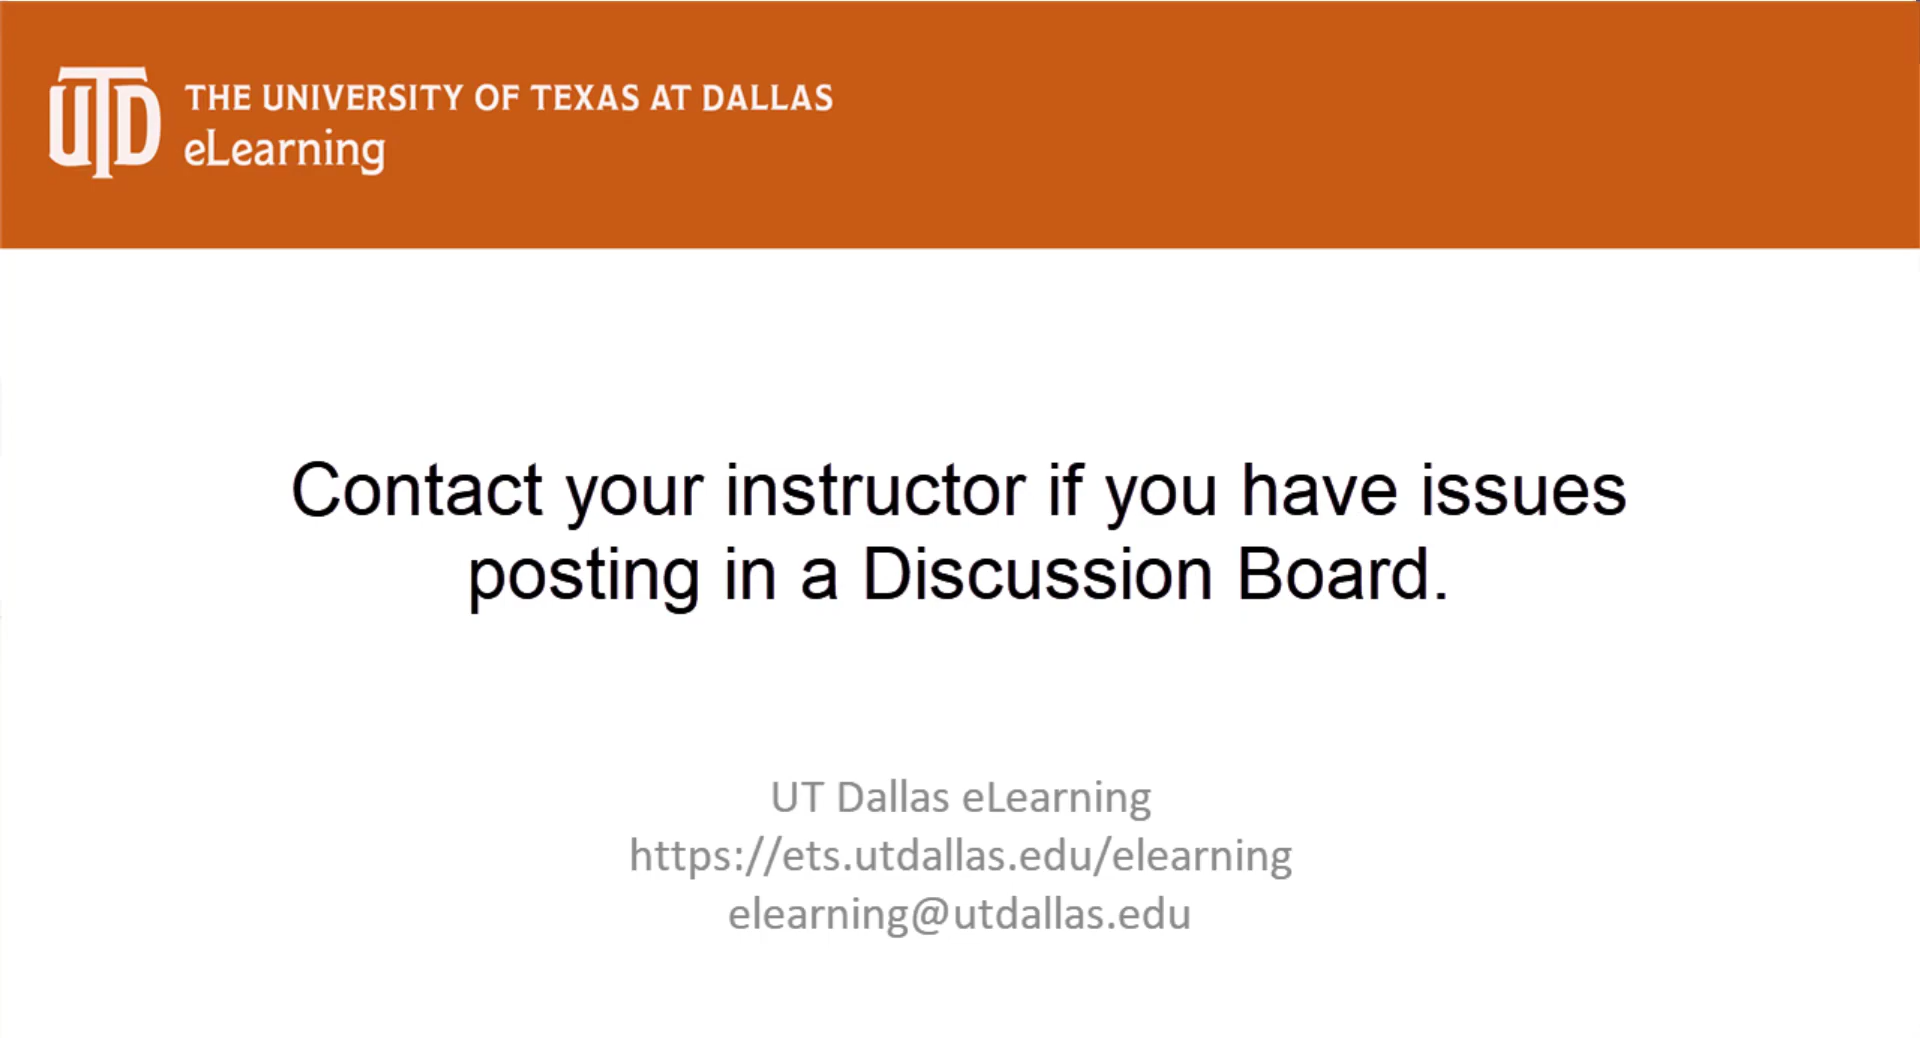 UTD
THE UNIVERSITY OF TEXAS AT DALLAS
eLearning
Contact your instructor if you have issues
posting in a Discussion Board.
UT Dallas eLearning
https://ets.utdallas.edu/elearning
elearning@utdallas.edu